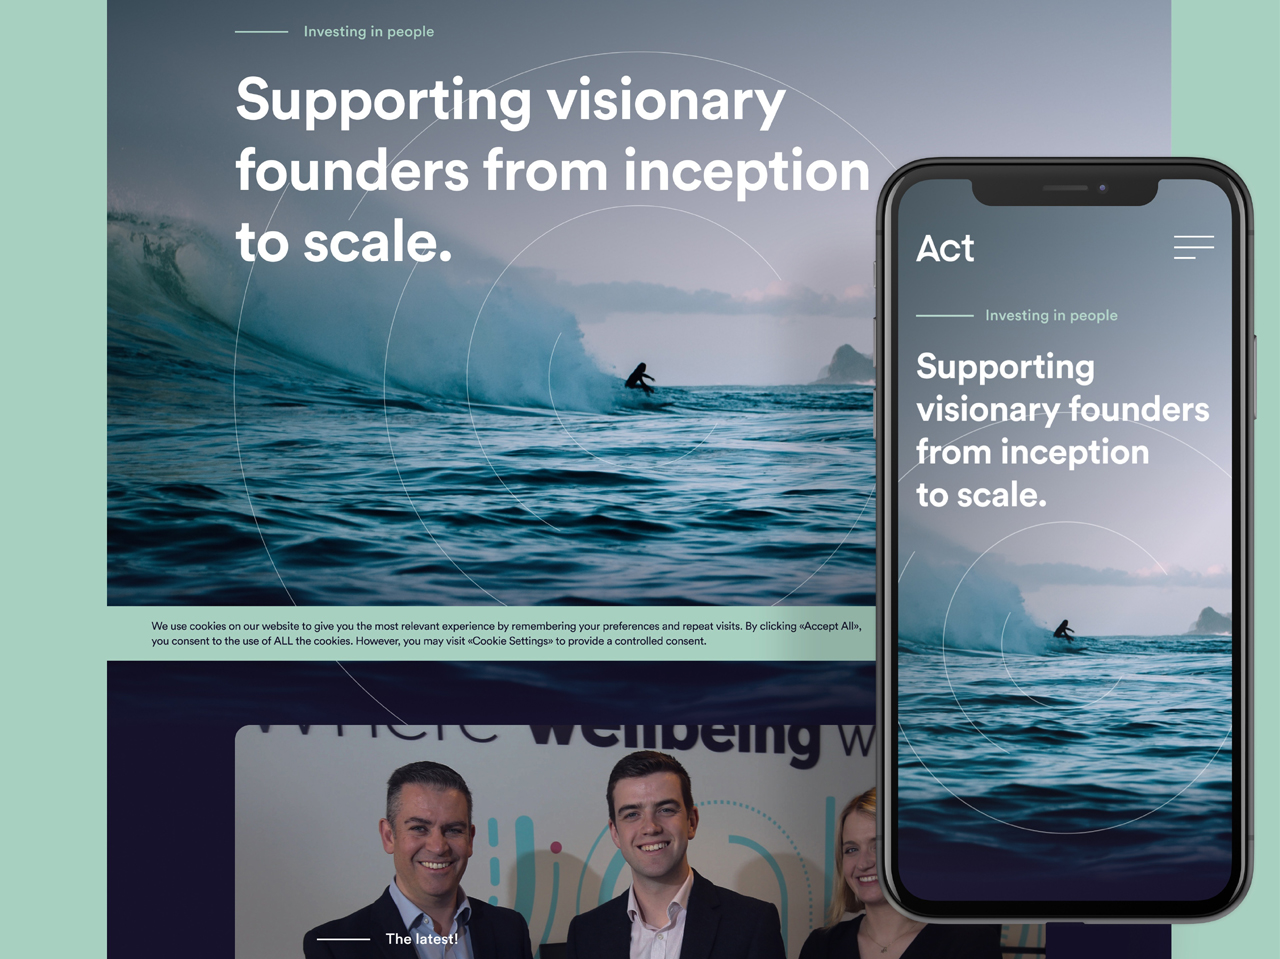 Investing in people
Supporting visionary
founders from inception
to scale.
We use cookies on our website to give you the most relevant experience by remembering your preferences and repeat visits. By clicking «Accept All»,
you consent to the use of ALL the cookies. However, you may visit «Cookie Settings» to provide a controlled consent.
Where wellbeing w
The latest!
Act
Investing in people
Supporting
visionary founders
from inception
to scale.